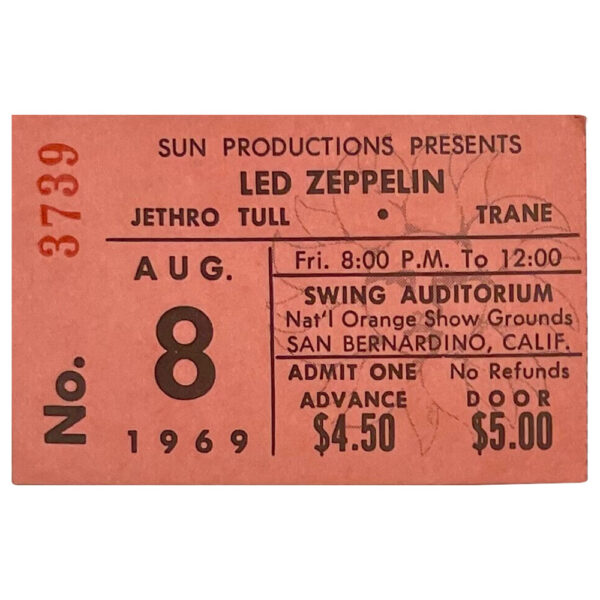 SUN PRODUCTIONS PRESENTS
LED ZEPPELIN
JETHRO TULL • TRANE
No. 3739
AUG.
8
1969
Fri. 8:00 P.M. To 12:00
SWING AUDITORIUM
Nat'l Orange Show Grounds
SAN BERNARDINO, CALIF.
ADMIT ONE No Refunds
ADVANCE DOOR
$4.50 $5.00